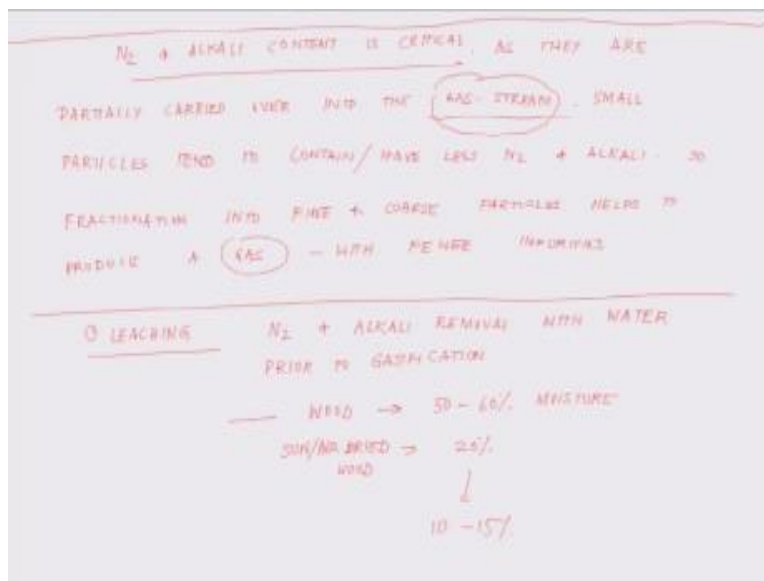 N2 + ALKALI CONTENT IS CRITICAL. AS THEY ARE
PARTIALLY CARRIED OVER INTO THE GAS-STREAM. SMALL
PARTICLES TEND TO CONTAIN/HAVE LESS N2 + ALKALI. SO
FRACTIONATION INTO FINE + COARSE PARTICLES HELPS TO
PRODUCE A GAS - WITH IMPURITIES
① LEACHING N2 + ALKALI REMOVAL WITH WATER
PRIOR TO GASIFICATION
WOOD → 50-60% MOISTURE
SUN/AIR DRIED → 20%
WOOD
10-15%